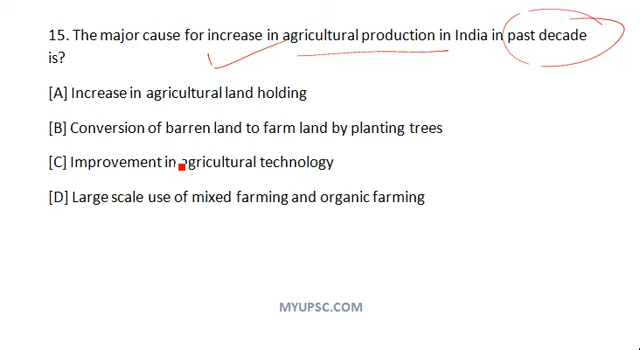 15. The major cause for increase in agricultural production in India in past decade
is?
[A] Increase in agricultural land holding
[B] Conversion of barren land to farm land by planting trees
[C] Improvement in agricultural technology
[D] Large scale use of mixed farming and organic farming
MYUPSC.COM